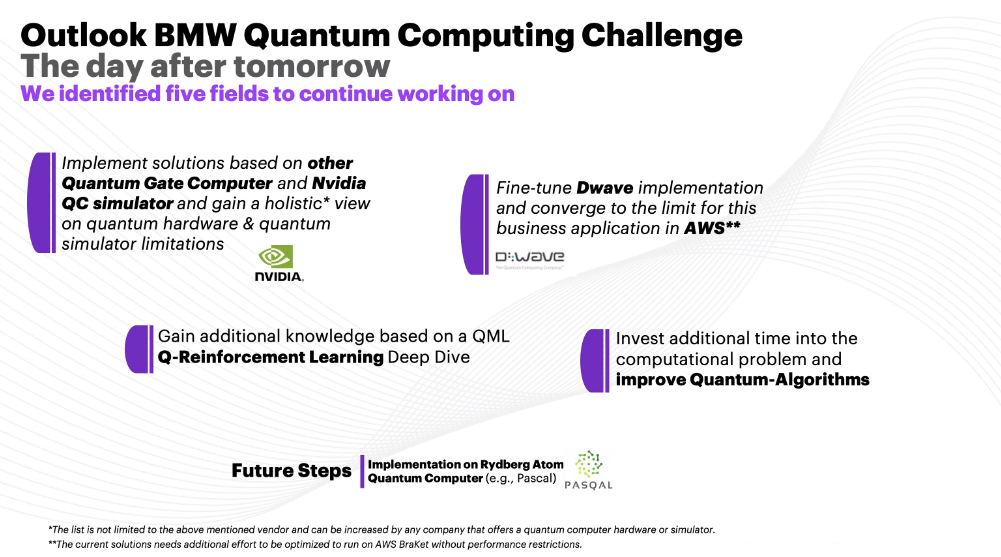 Outlook BMW Quantum Computing Challenge
The day after tomorrow
We identified five fields to continue working on
Implement solutions based on other
Quantum Gate Computer and Nvidia
QC simulator and gain a holistic* view
on quantum hardware & quantum
simulator limitations
NVIDIA.
Fine-tune Dwave implementation
and converge to the limit for this
business application in AWS**
D:wave
The Quantum Computing Company™
Gain additional knowledge based on a QML
Q-Reinforcement Learning Deep Dive
Invest additional time into the
computational problem and
improve Quantum-Algorithms
Future Steps
Implementation on Rydberg Atom
Quantum Computer (e.g., Pascal)
PASQAL
*The list is not limited to the above mentioned vendor and can be increased by any company that offers a quantum computer hardware or simulator.
**The current solutions needs additional effort to be optimized to run on AWS BraKet without performance restrictions.